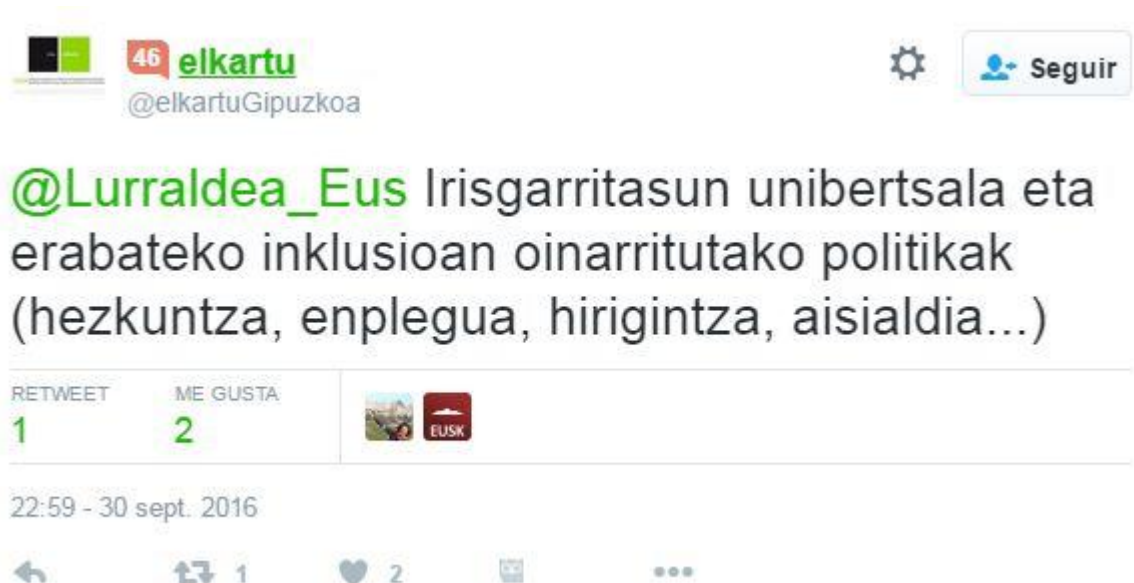 46 elkartu
@elkartuGipuzkoa
Seguir
@Lurraldea_Eus Irisgarritasun unibertsala eta
erabateko inklusioan oinarritutako politikak
(hezkuntza, enplegua, hirigintza, aisialdia...)
RETWEET ME GUSTA
1 2
EUSK
22:59 - 30 sept. 2016
1 2